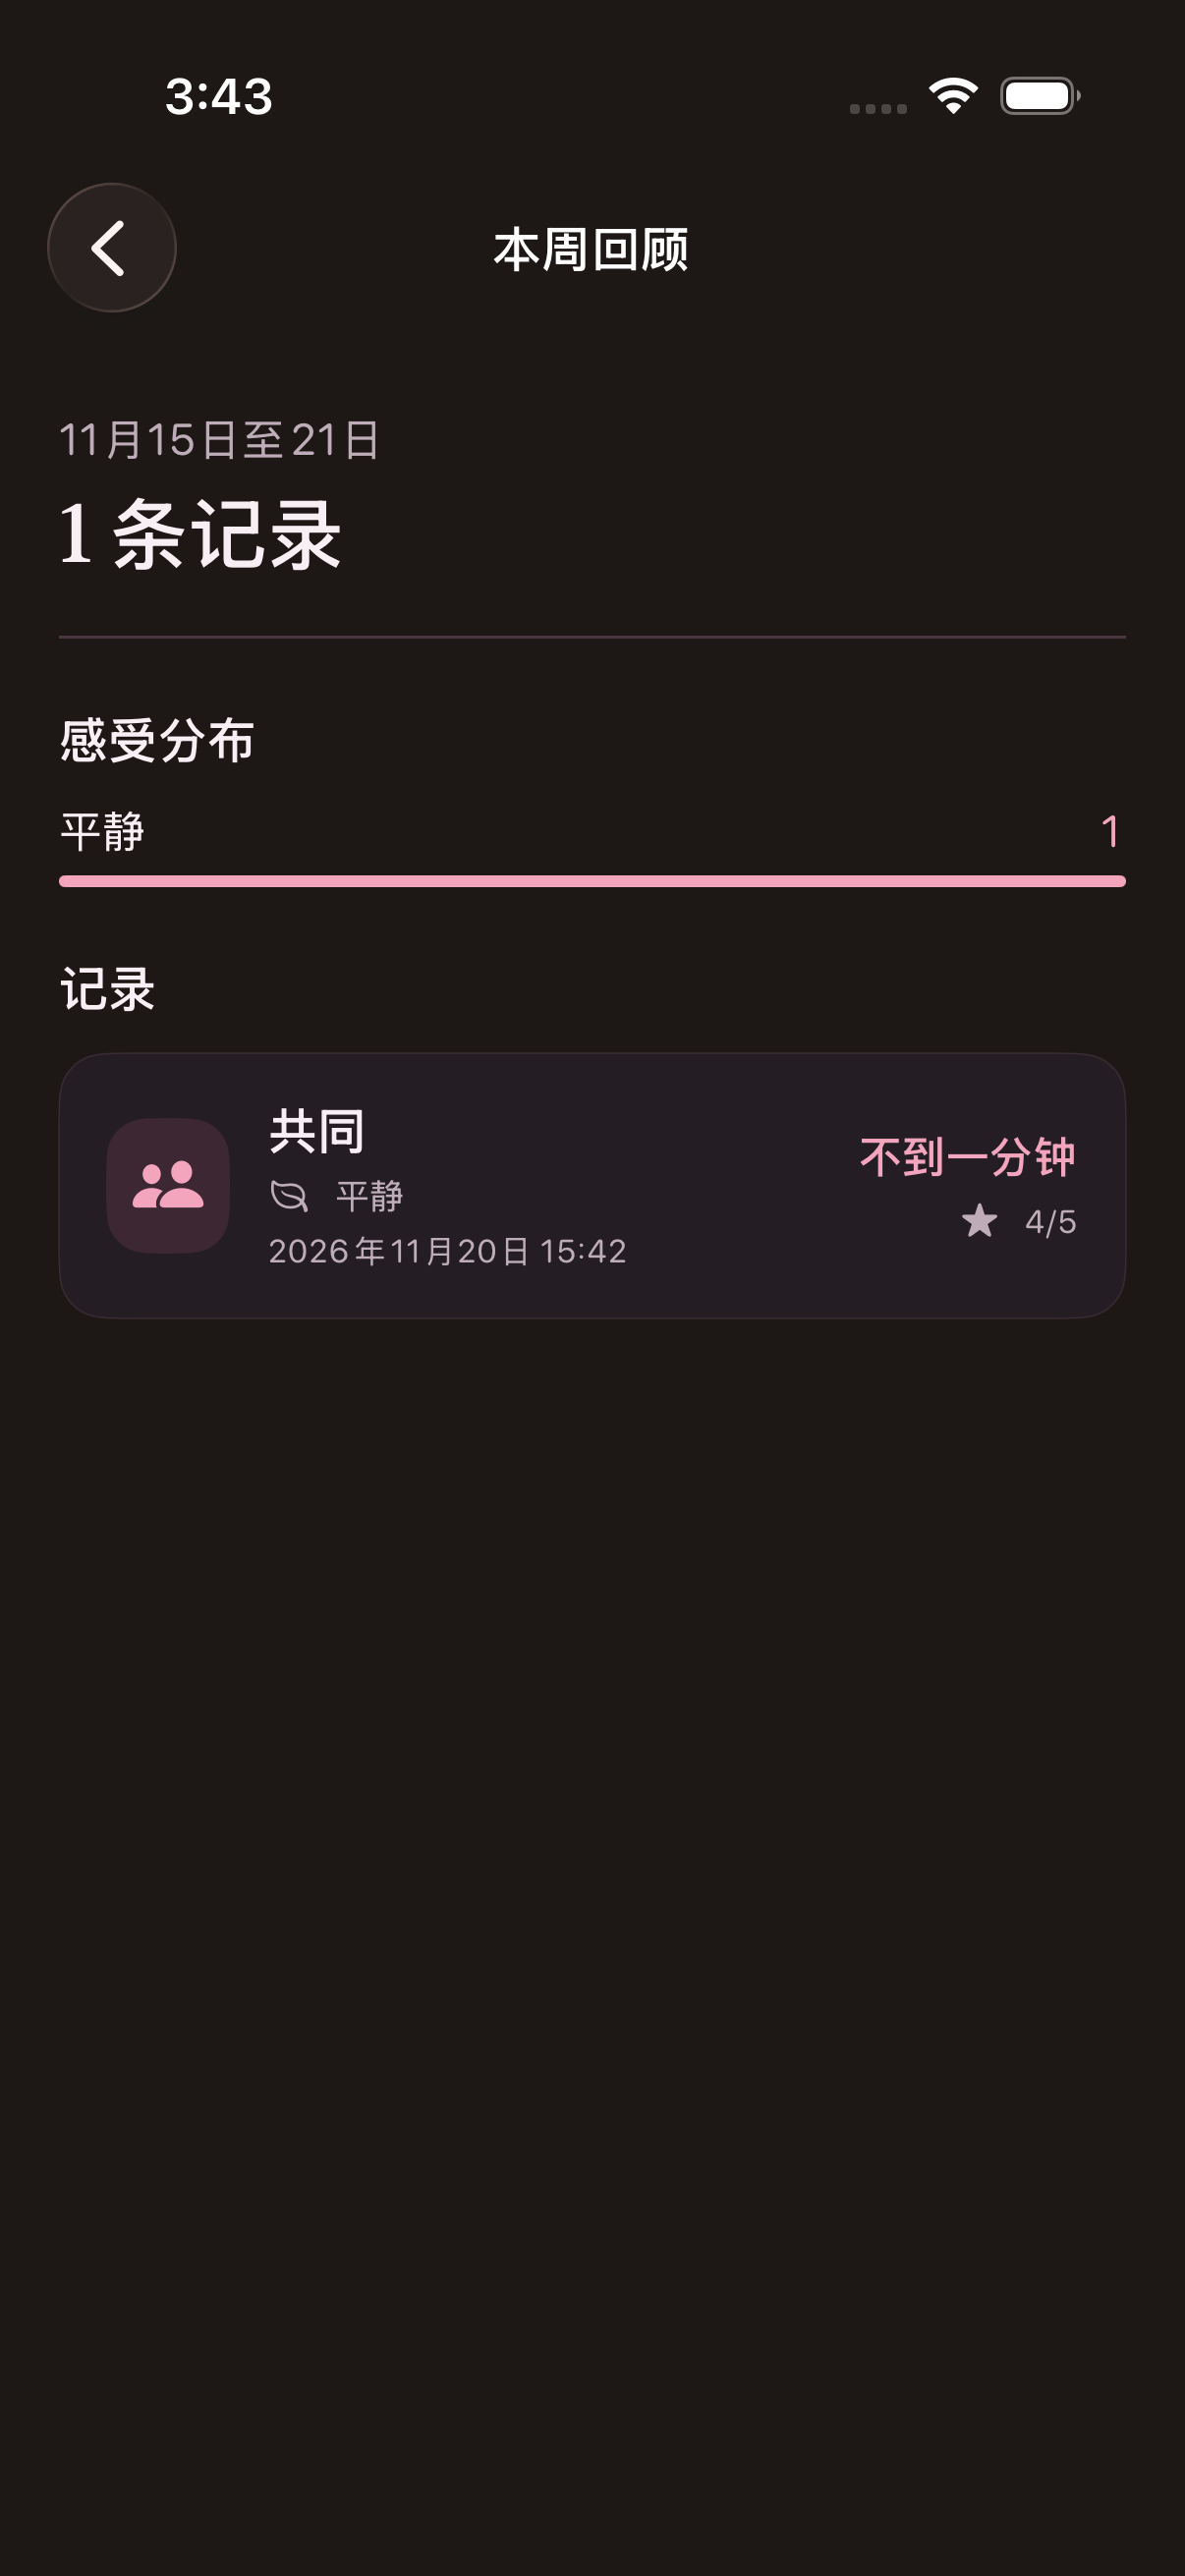 3:43
本周回顾
11月15日至21日
1 条记录
感受分布
平静 1
记录
共同
不到一分钟
平静
4/5
2026年11月20日 15:42